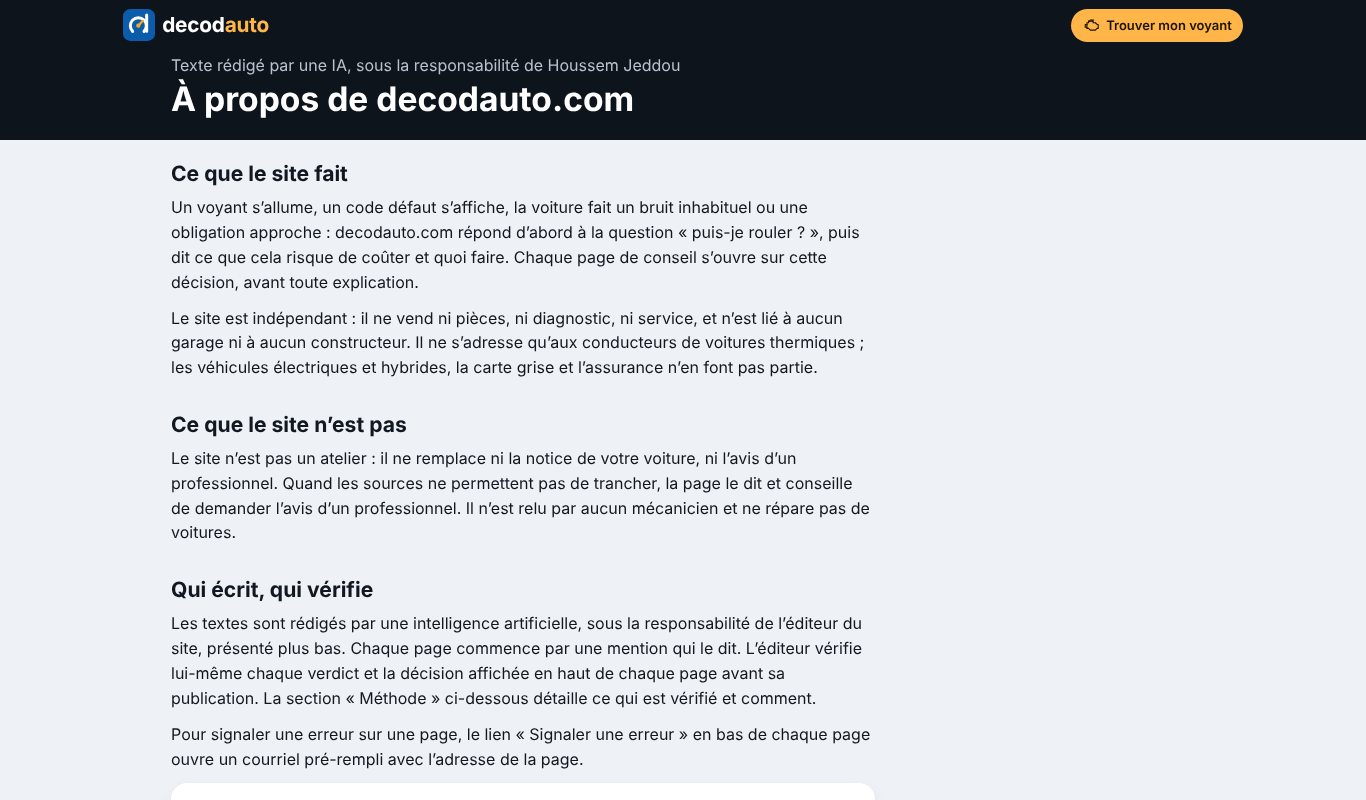 decodauto
Trouver mon voyant
Texte rédigé par une IA, sous la responsabilité de Houssem Jeddou
À propos de decodauto.com
Ce que le site fait
Un voyant s’allume, un code défaut s’affiche, la voiture fait un bruit inhabituel ou une
obligation approche : decodauto.com répond d’abord à la question « puis-je rouler ? », puis
dit ce que cela risque de coûter et quoi faire. Chaque page de conseil s’ouvre sur cette
décision, avant toute explication.
Le site est indépendant : il ne vend ni pièces, ni diagnostic, ni service, et n’est lié à aucun
garage ni à aucun constructeur. Il ne s’adresse qu’aux conducteurs de voitures thermiques ;
les véhicules électriques et hybrides, la carte grise et l’assurance n’en font pas partie.
Ce que le site n’est pas
Le site n’est pas un atelier : il ne remplace ni la notice de votre voiture, ni l’avis d’un
professionnel. Quand les sources ne permettent pas de trancher, la page le dit et conseille
de demander l’avis d’un professionnel. Il n’est relu par aucun mécanicien et ne répare pas de
voitures.
Qui écrit, qui vérifie
Les textes sont rédigés par une intelligence artificielle, sous la responsabilité de l’éditeur du
site, présenté plus bas. Chaque page commence par une mention qui le dit. L’éditeur vérifie
lui-même chaque verdict et la décision affichée en haut de chaque page avant sa
publication. La section « Méthode » ci-dessous détaille ce qui est vérifié et comment.
Pour signaler une erreur sur une page, le lien « Signaler une erreur » en bas de chaque page
ouvre un courriel pré-rempli avec l’adresse de la page.